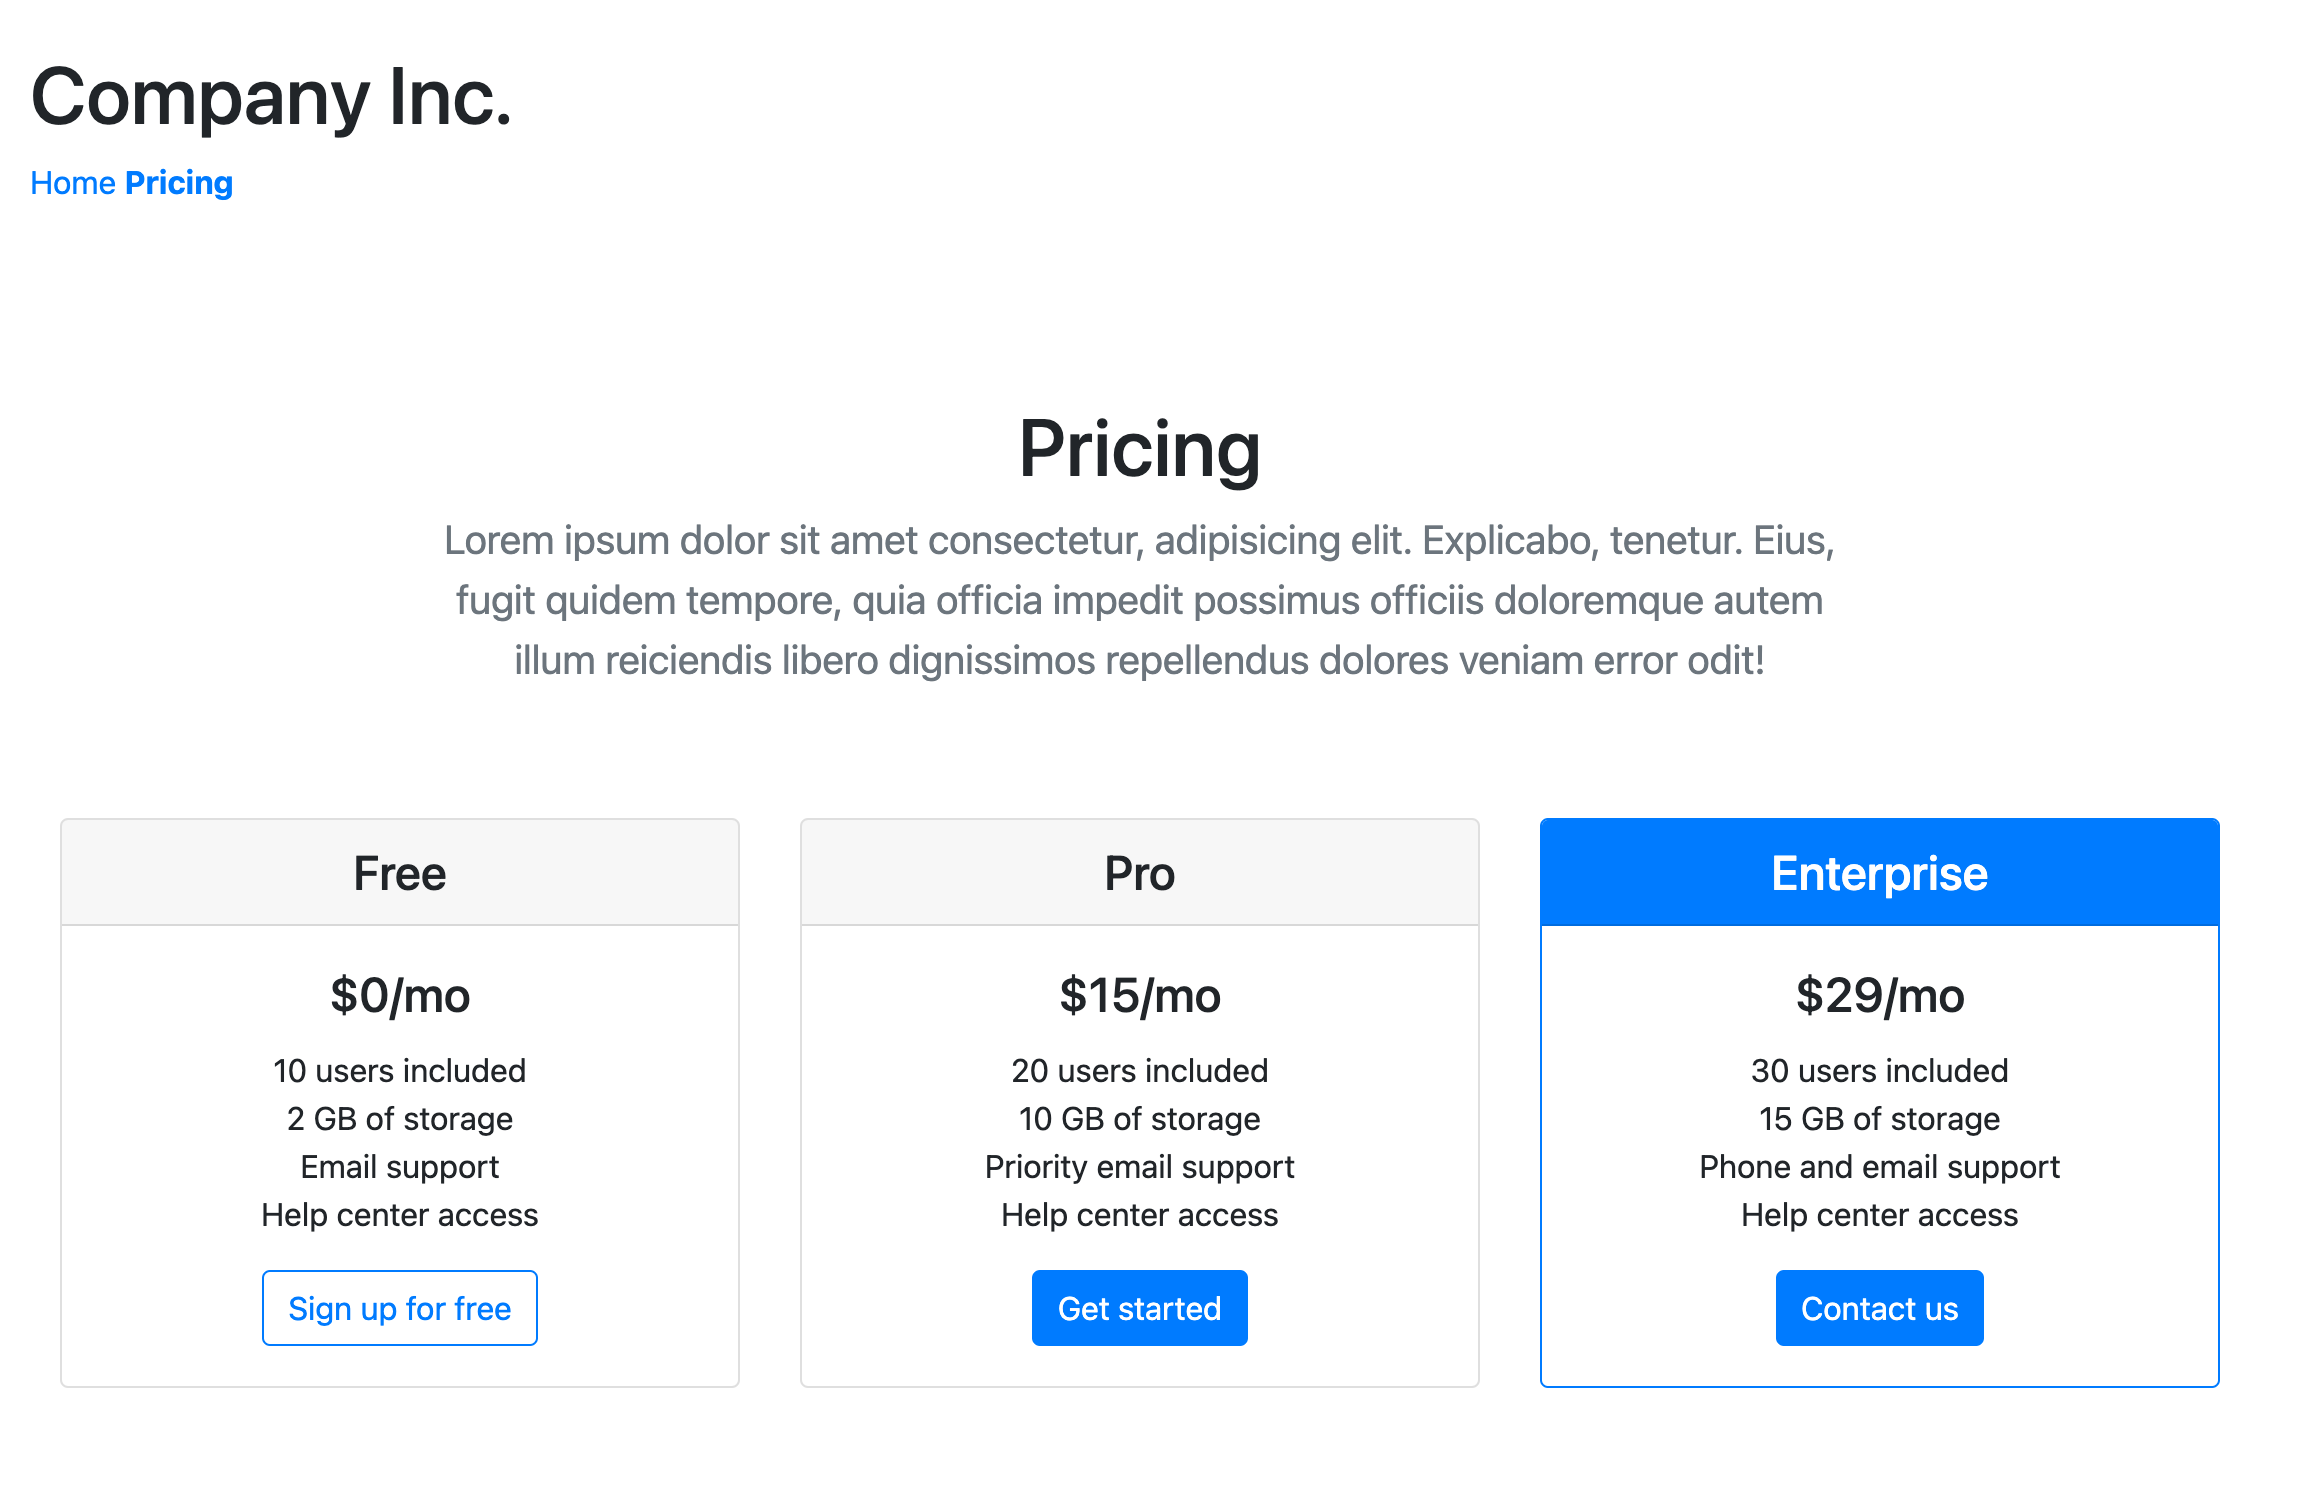 Company Inc.
Home Pricing
Pricing
Lorem ipsum dolor sit amet consectetur, adipisicing elit. Explicabo, tenetur. Eius,
fugit quidem tempore, quia officia impedit possimus officiis doloremque autem
illum reiciendis libero dignissimos repellendus dolores veniam error odit!
Free
$0/mo
10 users included
2 GB of storage
Email support
Help center access
Sign up for free
Pro
$15/mo
20 users included
10 GB of storage
Priority email support
Help center access
Get started
Enterprise
$29/mo
30 users included
15 GB of storage
Phone and email support
Help center access
Contact us